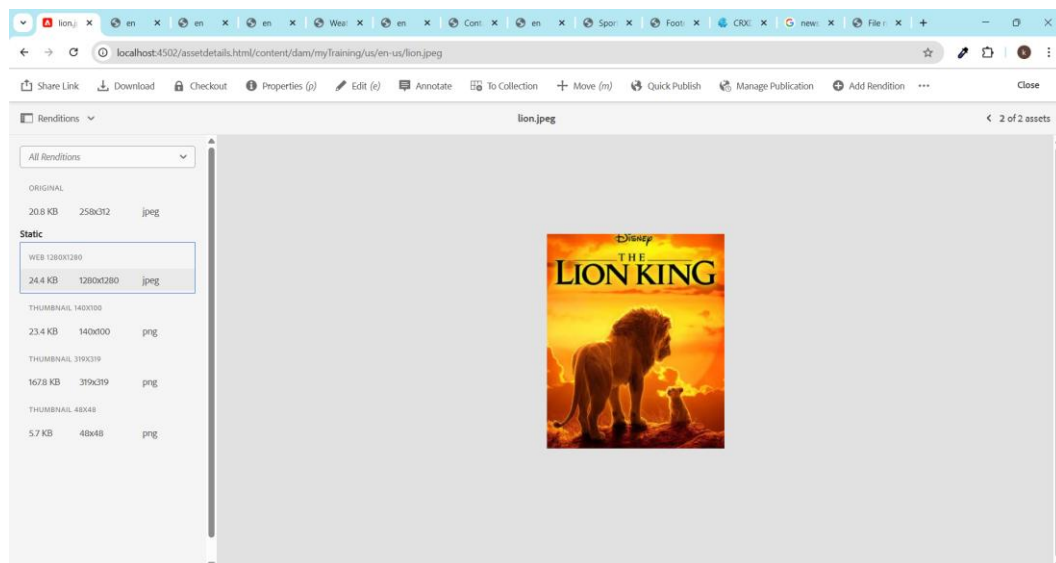 lion.j
en
en
en
Wea
en
Cont
en
Spor
Foot
CRX
new
File r
localhost:4502/assetdetails.html/content/dam/myTraining/us/en-us/lion.jpeg
Share Link Download Checkout Properties (p) Edit (e) Annotate To Collection Move (m) Quick Publish Manage Publication Add Rendition ••• Close
Renditions lion.jpeg 2 of 2 assets
All Renditions
ORIGINAL
20.8 KB 258x312 jpeg
Static
WEB 1280X1280
24.4 KB 1280x1280 jpeg
THUMBNAIL 140X100
23.4 KB 140x100 png
THUMBNAIL 319X319
167.8 KB 319x319 png
THUMBNAIL 48X48
5.7 KB 48x48 png
DISNEY
THE
LION KING